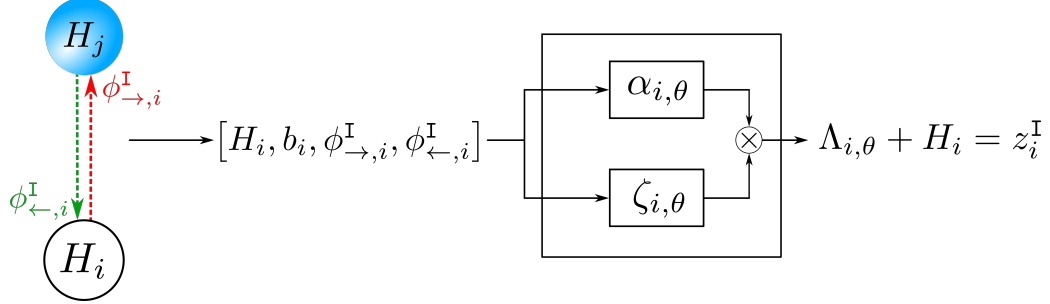 H_j
ϕ^I_{→,i}
ϕ^I_{←,i}
H_i
[H_i, b_i, ϕ^I_{→,i}, ϕ^I_{←,i}]
α_{i,θ}
ζ_{i,θ}
⊗
Λ_{i,θ} + H_i = z^I_i